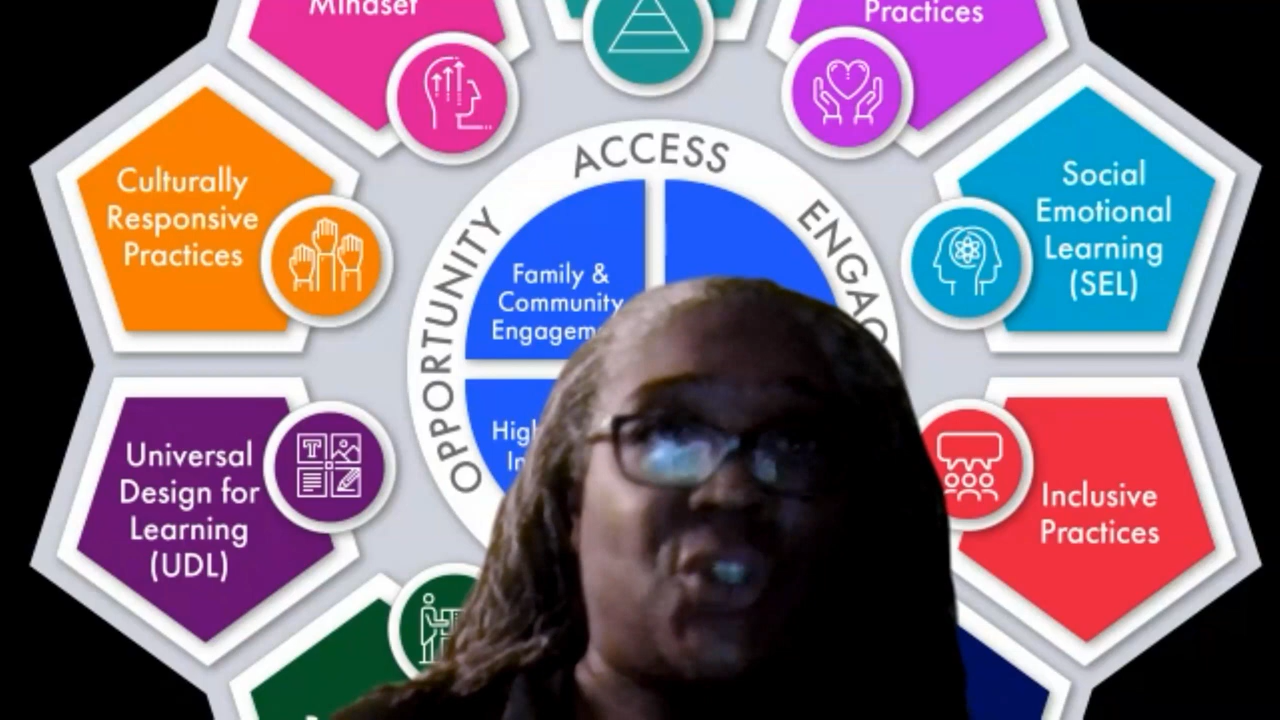 Mindset
Practices
Culturally
Responsive
Practices
ACCESS
OPPORTUNITY
Family &
Community
Social
Emotional
Learning
(SEL)
Universal
Design for
Learning
(UDL)
T
Inclusive
Practices